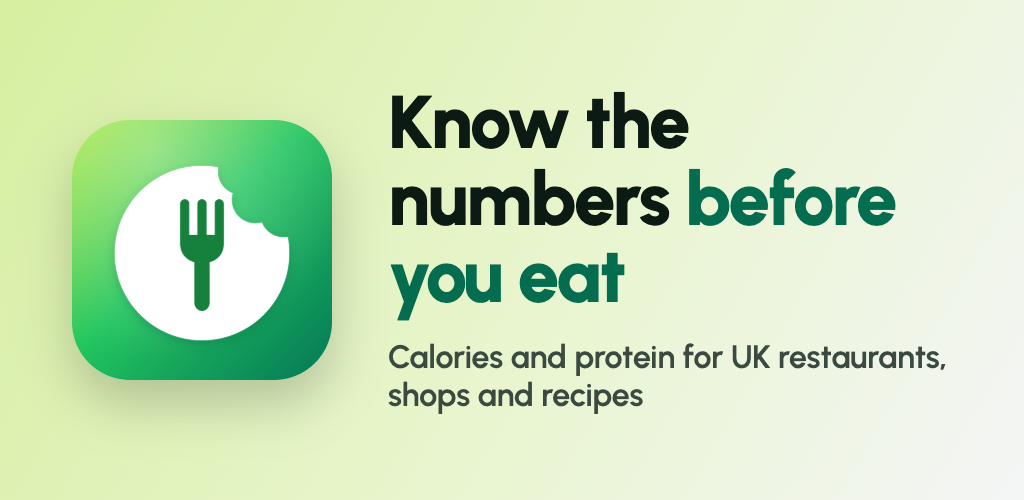 Know the
numbers before
you eat
Calories and protein for UK restaurants,
shops and recipes